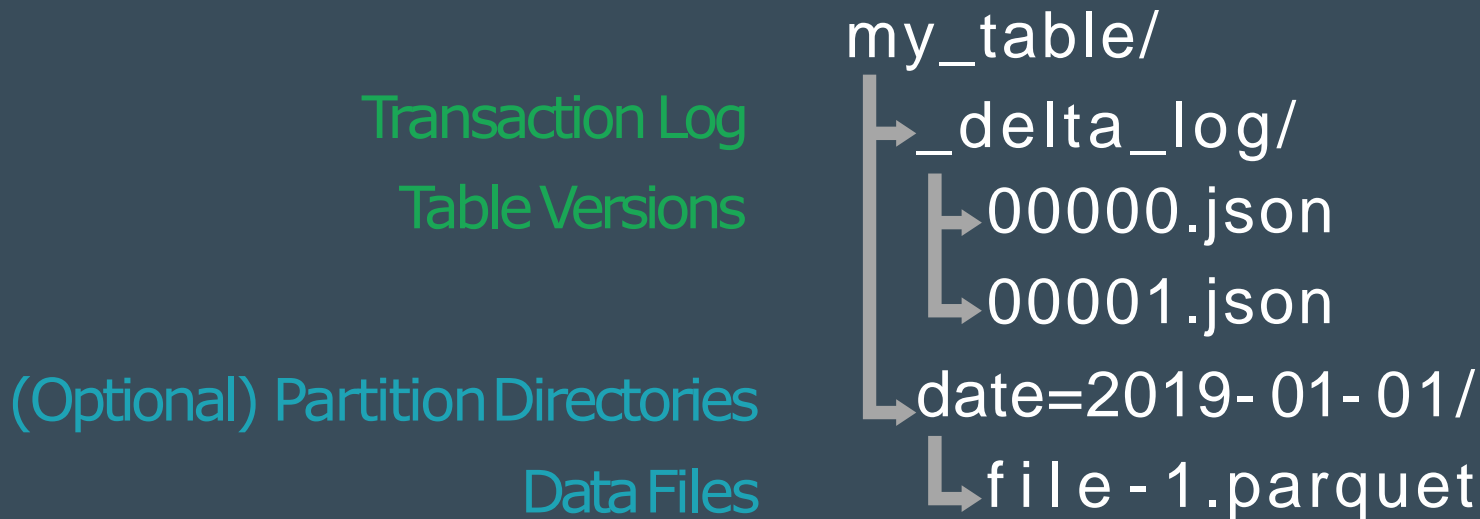 my_table/
Transaction Log _delta_log/
Table Versions 00000.json
00001.json
(Optional) Partition Directories date=2019-01-01/
Data Files file-1.parquet